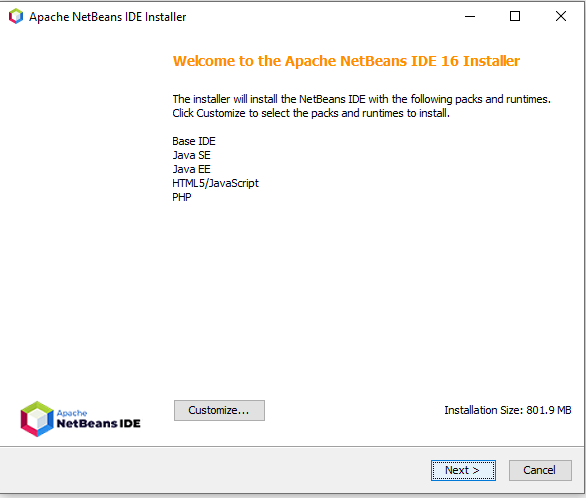 Apache NetBeans IDE Installer
Welcome to the Apache NetBeans IDE 16 Installer
The installer will install the NetBeans IDE with the following packs and runtimes.
Click Customize to select the packs and runtimes to install.
Base IDE
Java SE
Java EE
HTML5/JavaScript
PHP
Apache
NetBeans IDE
Customize...
Installation Size: 801.9 MB
Next >
Cancel